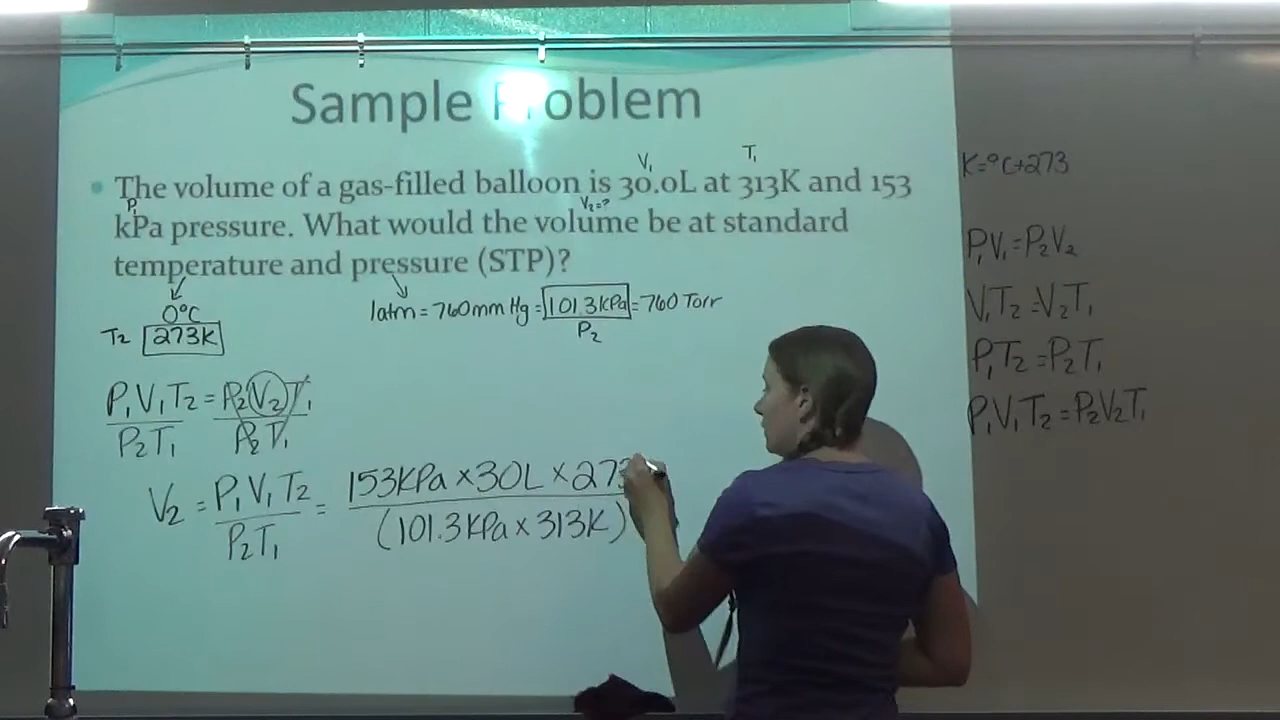 Sample Problem
V₁ T₁
• The volume of a gas-filled balloon is 30.0L at 313K and 153
P₁ V₂=?
kPa pressure. What would the volume be at standard
temperature and pressure (STP)?
0°C
T₂ 273K
1atm = 760mm Hg = 101.3kPa = 760 Torr
P₂
P₁V₁T₂ = P₂V₂T₁
P₂T₁ P₂T₁
V₂ = P₁V₁T₂ = 153KPa × 30L × 273
P₂T₁ (101.3KPa × 313K)
K=°C+273
P₁V₁=P₂V₂
V₁T₂=V₂T₁
P₁T₂=P₂T₁
P₁V₁T₂=P₂V₂T₁